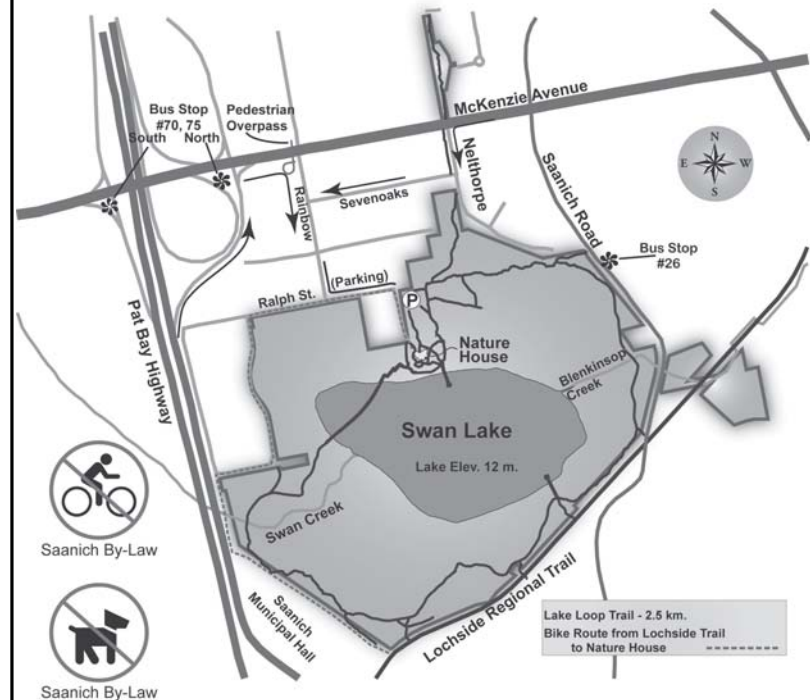 McKenzie Avenue
Bus Stop
#70, 75
South North
Pedestrian
Overpass
Nelthorpe
Saanich Road
N
E W
S
Rainbow
Sevenoaks
Bus Stop
#26
(Parking)
Ralph St.
P
Pat Bay Highway
Nature
House
Blenkinsop
Creek
Swan Lake
Lake Elev. 12 m.
Swan Creek
Saanich By-Law
Saanich
Municipal Hall
Lochside Regional Trail
Lake Loop Trail - 2.5 km.
Bike Route from Lochside Trail
to Nature House
Saanich By-Law